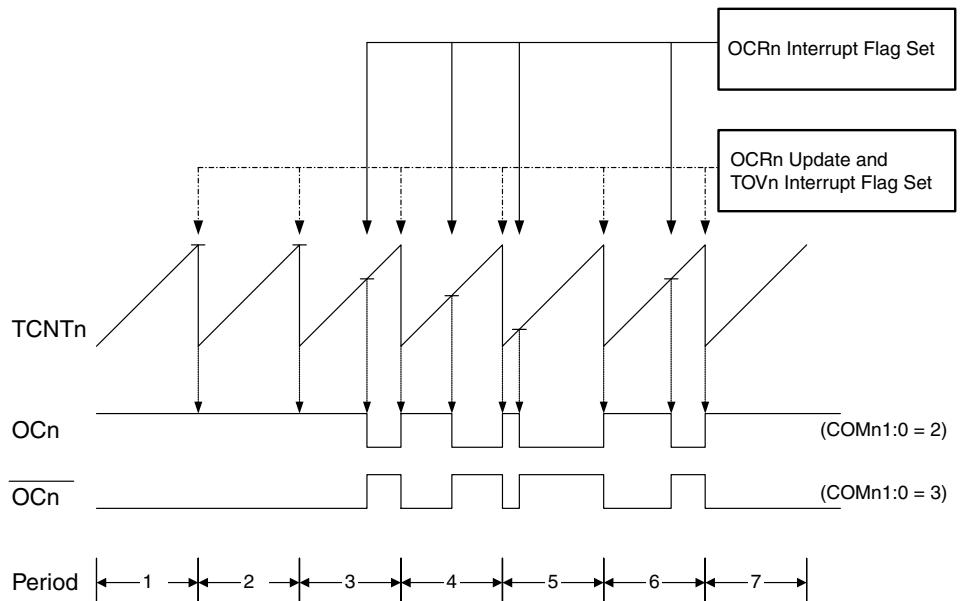 OCRn Interrupt Flag Set
OCRn Update and
TOVn Interrupt Flag Set
TCNTn
OCn
(COMn1:0 = 2)
OCn
(COMn1:0 = 3)
Period
1
2
3
4
5
6
7